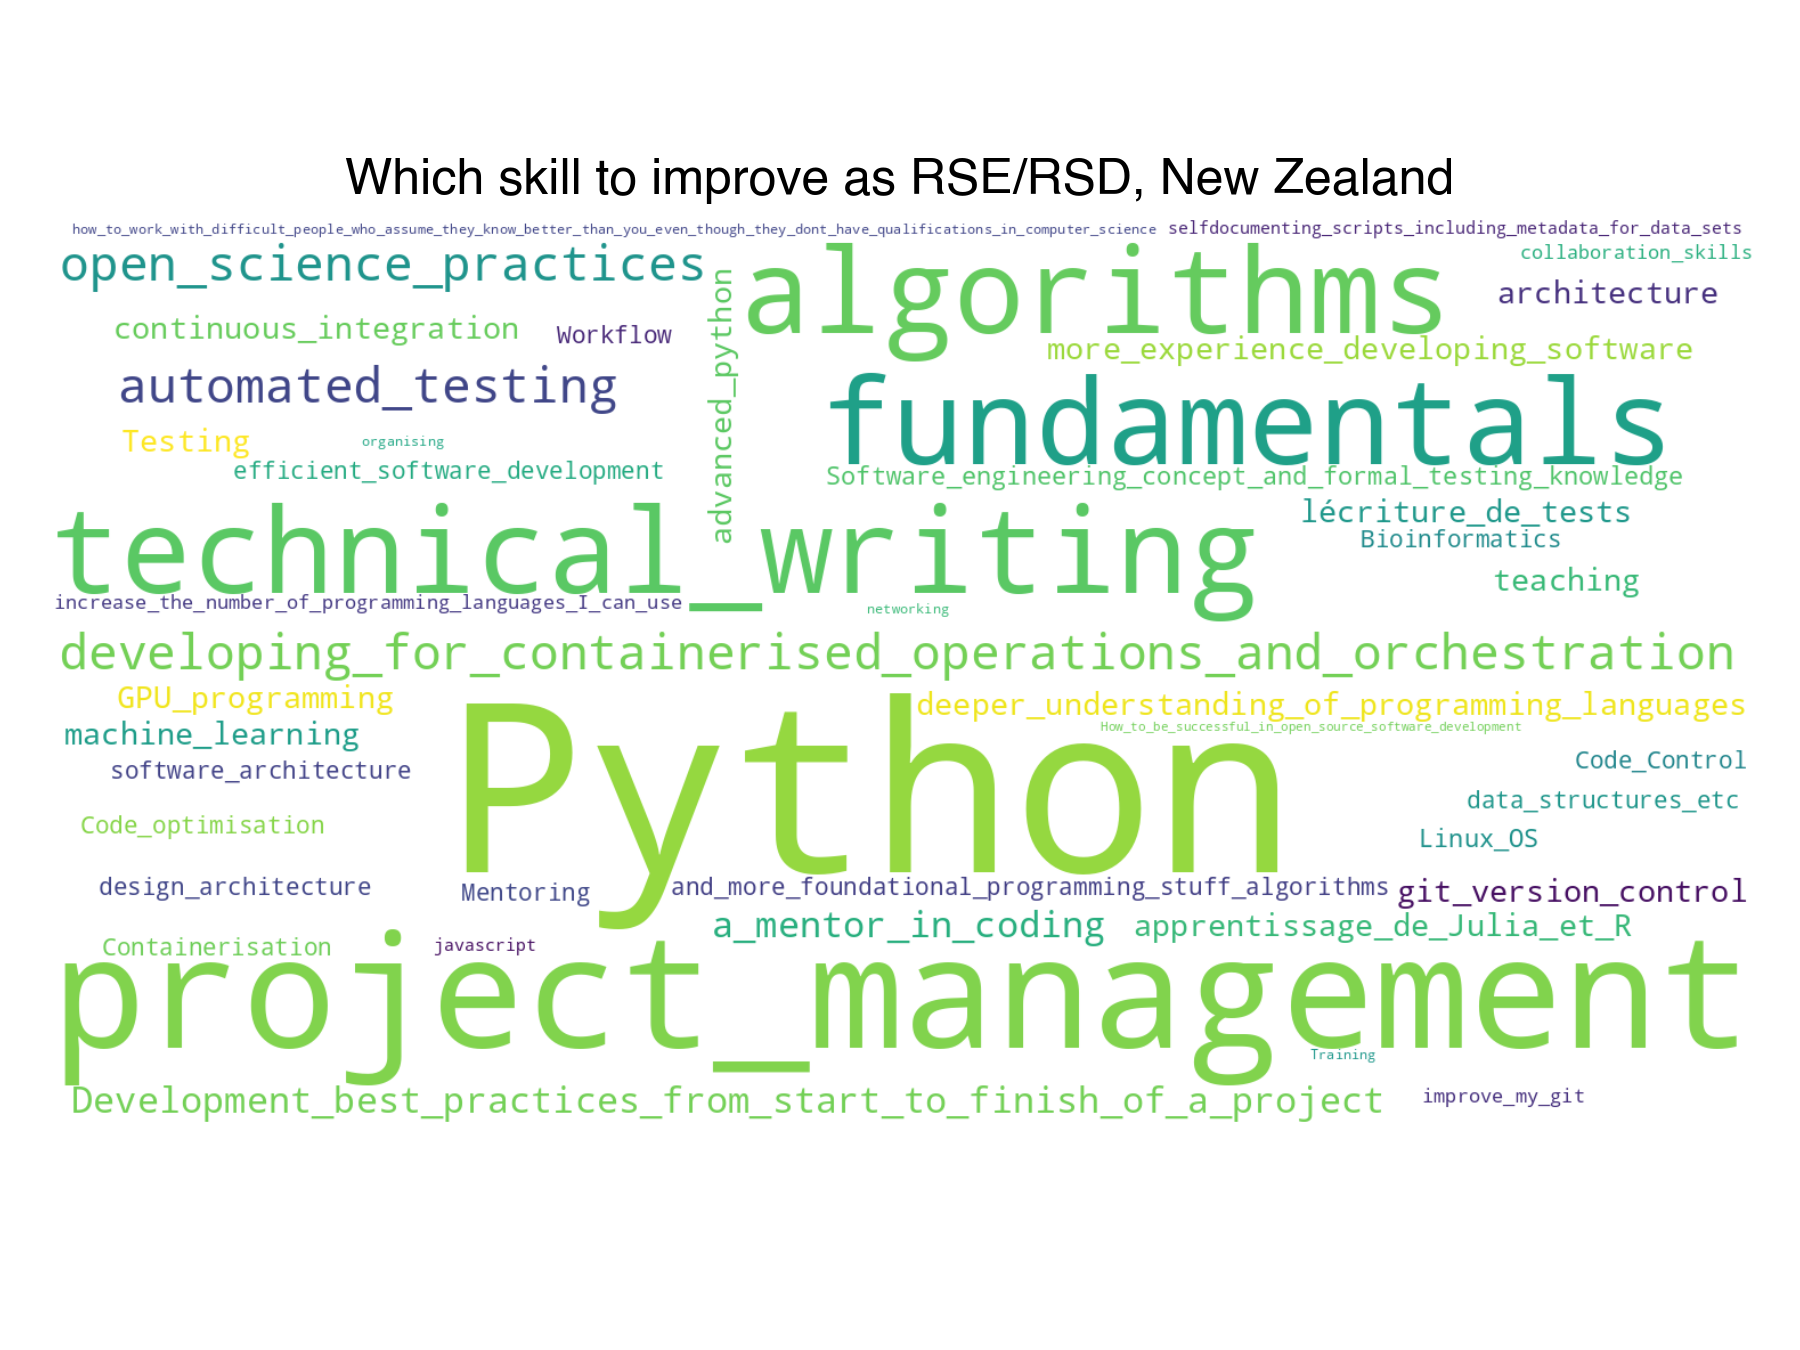 Which skill to improve as RSE/RSD, New Zealand
how_to_work_with_difficult_people_who_assume_they_know_better_than_you_even_though_they_dont_have_qualifications_in_computer_science
selfdocumenting_scripts_including_metadata_for_data_sets
open_science_practices
algorithms
collaboration_skills
architecture
continuous_integration
Workflow
advanced_python
more_experience_developing_software
automated_testing
fundamentals
Testing
organising
efficient_software_development
Software_engineering_concept_and_formal_testing_knowledge
technical_writing
lécriture_de_tests
Bioinformatics
teaching
increase_the_number_of_programming_languages_I_can_use
networking
developing_for_containerised_operations_and_orchestration
GPU_programming
Python
deeper_understanding_of_programming_languages
How_to_be_successful_in_open_source_software_development
machine_learning
software_architecture
Code_Control
data_structures_etc
Code_optimisation
Linux_OS
design_architecture
Mentoring
and_more_foundational_programming_stuff_algorithms
git_version_control
a_mentor_in_coding
apprentissage_de_Julia_et_R
Containerisation
javascript
project_management
Training
Development_best_practices_from_start_to_finish_of_a_project
improve_my_git